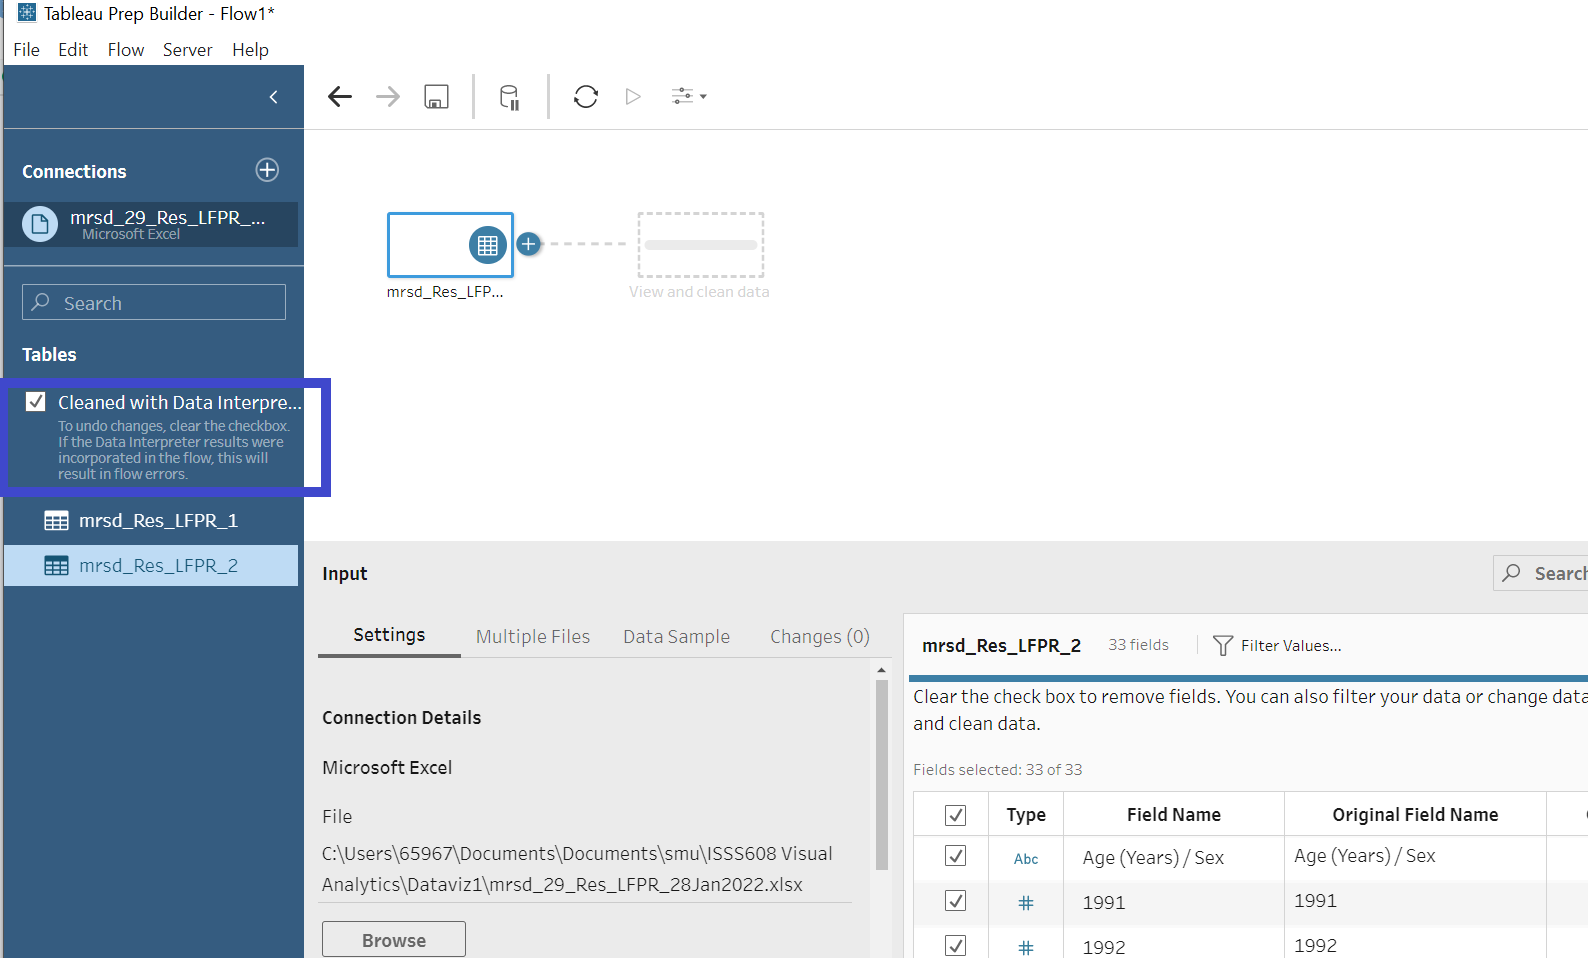 Tableau Prep Builder - Flow1*
File Edit Flow Server Help
Connections
mrsd_29_Res_LFPR_...
Microsoft Excel
Search
Tables
Cleaned with Data Interpre...
To undo changes, clear the checkbox.
If the Data Interpreter results were
incorporated in the flow, this will
result in flow errors.
mrsd_Res_LFPR_1
mrsd_Res_LFPR_2
mrsd_Res_LFP...
View and clean data
Input
Search
Settings Multiple Files Data Sample Changes (0)
Connection Details
Microsoft Excel
File
C:\Users\65967\Documents\Documents\smu\ISSS608 Visual
Analytics\Dataviz1\mrsd_29_Res_LFPR_28Jan2022.xlsx
Browse
mrsd_Res_LFPR_2 33 fields Filter Values...
Clear the check box to remove fields. You can also filter your data or change data
and clean data.
Fields selected: 33 of 33
Type Field Name Original Field Name
Abc Age (Years) / Sex Age (Years) / Sex
# 1991 1991
# 1992 1992